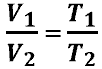 V₁/V₂ = T₁/T₂